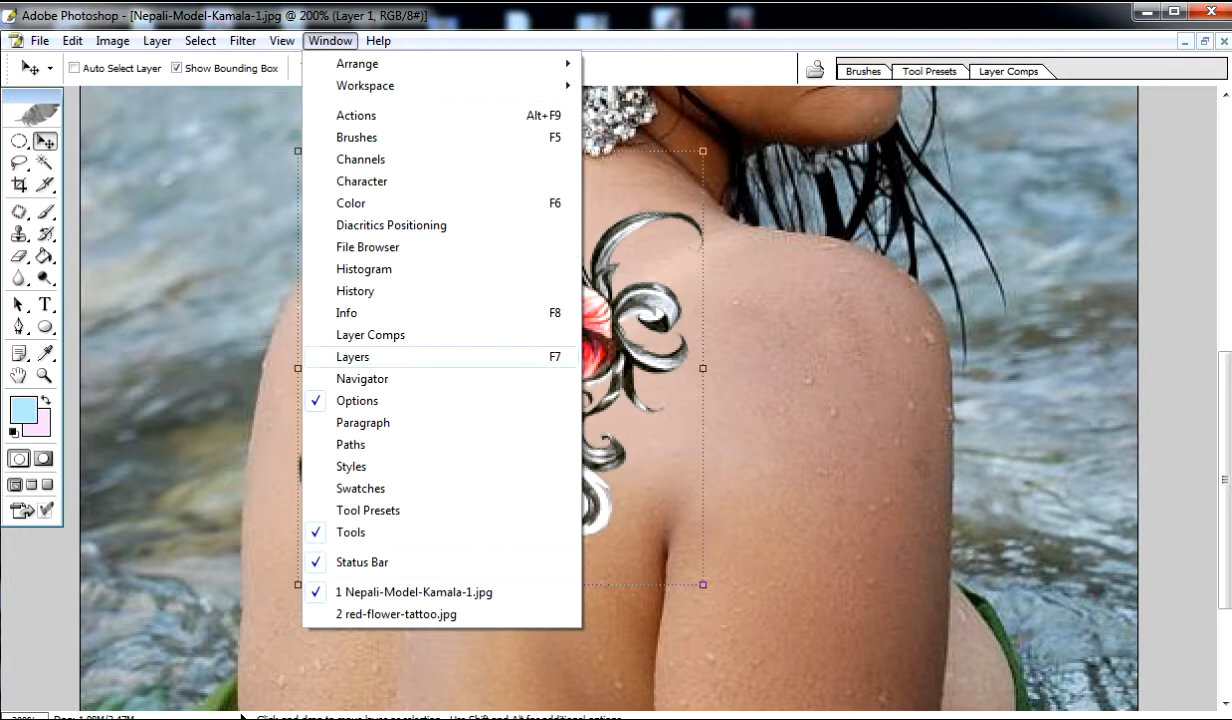 Adobe Photoshop - [Nepali-Model-Kamala-1.jpg @ 200% (Layer 1, RGB/8#)]
File Edit Image Layer Select Filter View Window Help
Auto Select Layer Show Bounding Box
Brushes Tool Presets Layer Comps
Arrange
Workspace
Actions Alt+F9
Brushes F5
Channels
Character
Color F6
Diacritics Positioning
File Browser
Histogram
History
Info F8
Layer Comps
Layers F7
Navigator
Options
Paragraph
Paths
Styles
Swatches
Tool Presets
Tools
Status Bar
1 Nepali-Model-Kamala-1.jpg
2 red-flower-tattoo.jpg
Click and drag to move layer or selection. Use Shift and Alt for additional options.